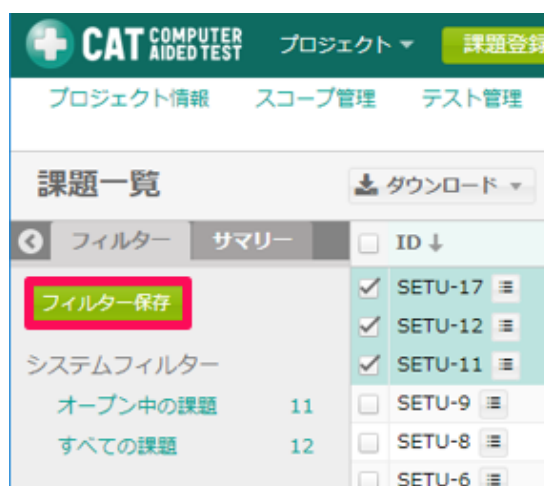 CAT COMPUTER AIDED TEST プロジェクト 課題登録
プロジェクト情報 スコープ管理 テスト管理
課題一覧 ダウンロード
フィルター サマリー ID↓
フィルター保存 SETU-17
SETU-12
システムフィルター SETU-11
オープン中の課題 11 SETU-9
すべての課題 12 SETU-8
SETU-6